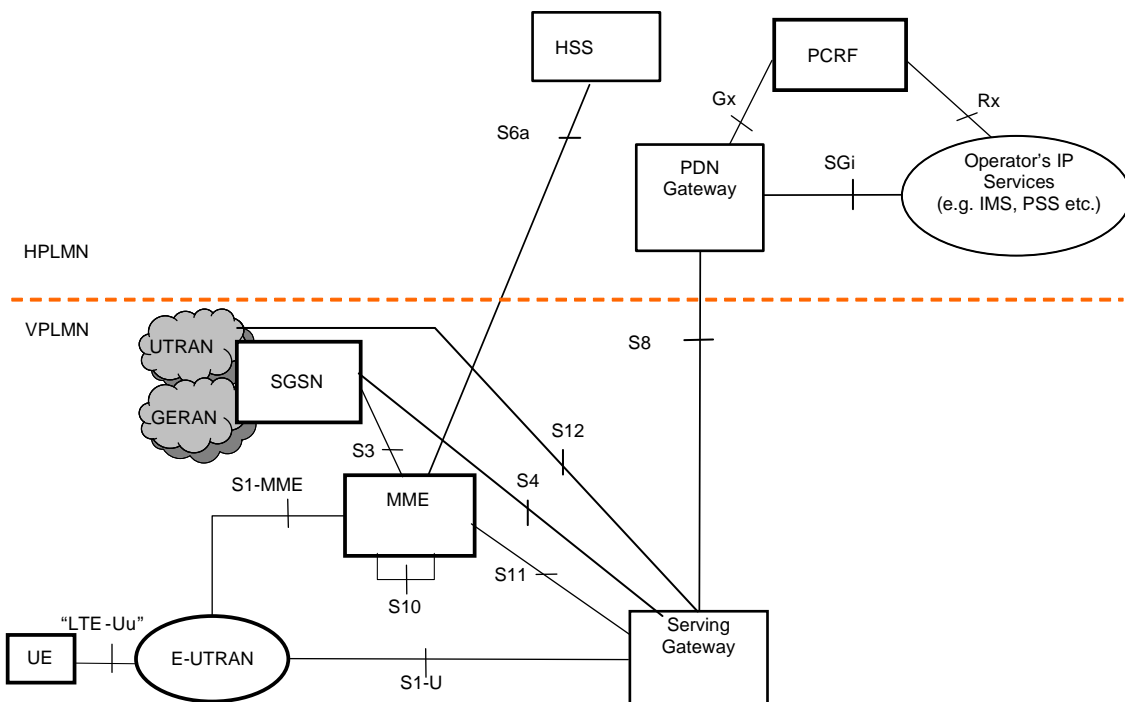 HSS
PCRF
Gx
Rx
S6a
PDN
Gateway
SGi
Operator’s IP
Services
(e.g. IMS, PSS etc.)
HPLMN
VPLMN
UTRAN
SGSN
GERAN
S8
S3
S12
S4
S1-MME
MME
S11
S10
“LTE -Uu”
UE
E-UTRAN
S1-U
Serving
Gateway